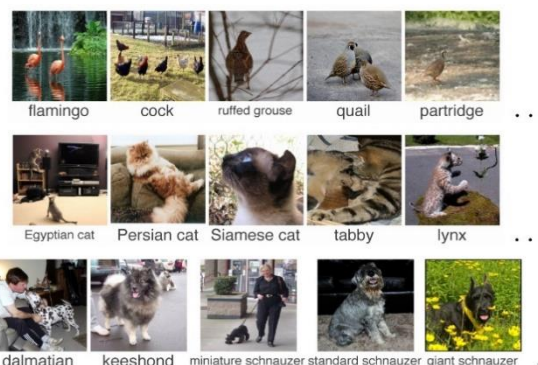 flamingo cock ruffed grouse quail partridge . .
Egyptian cat Persian cat Siamese cat tabby lynx . .
dalmatian keeshond miniature schnauzer standard schnauzer giant schnauzer